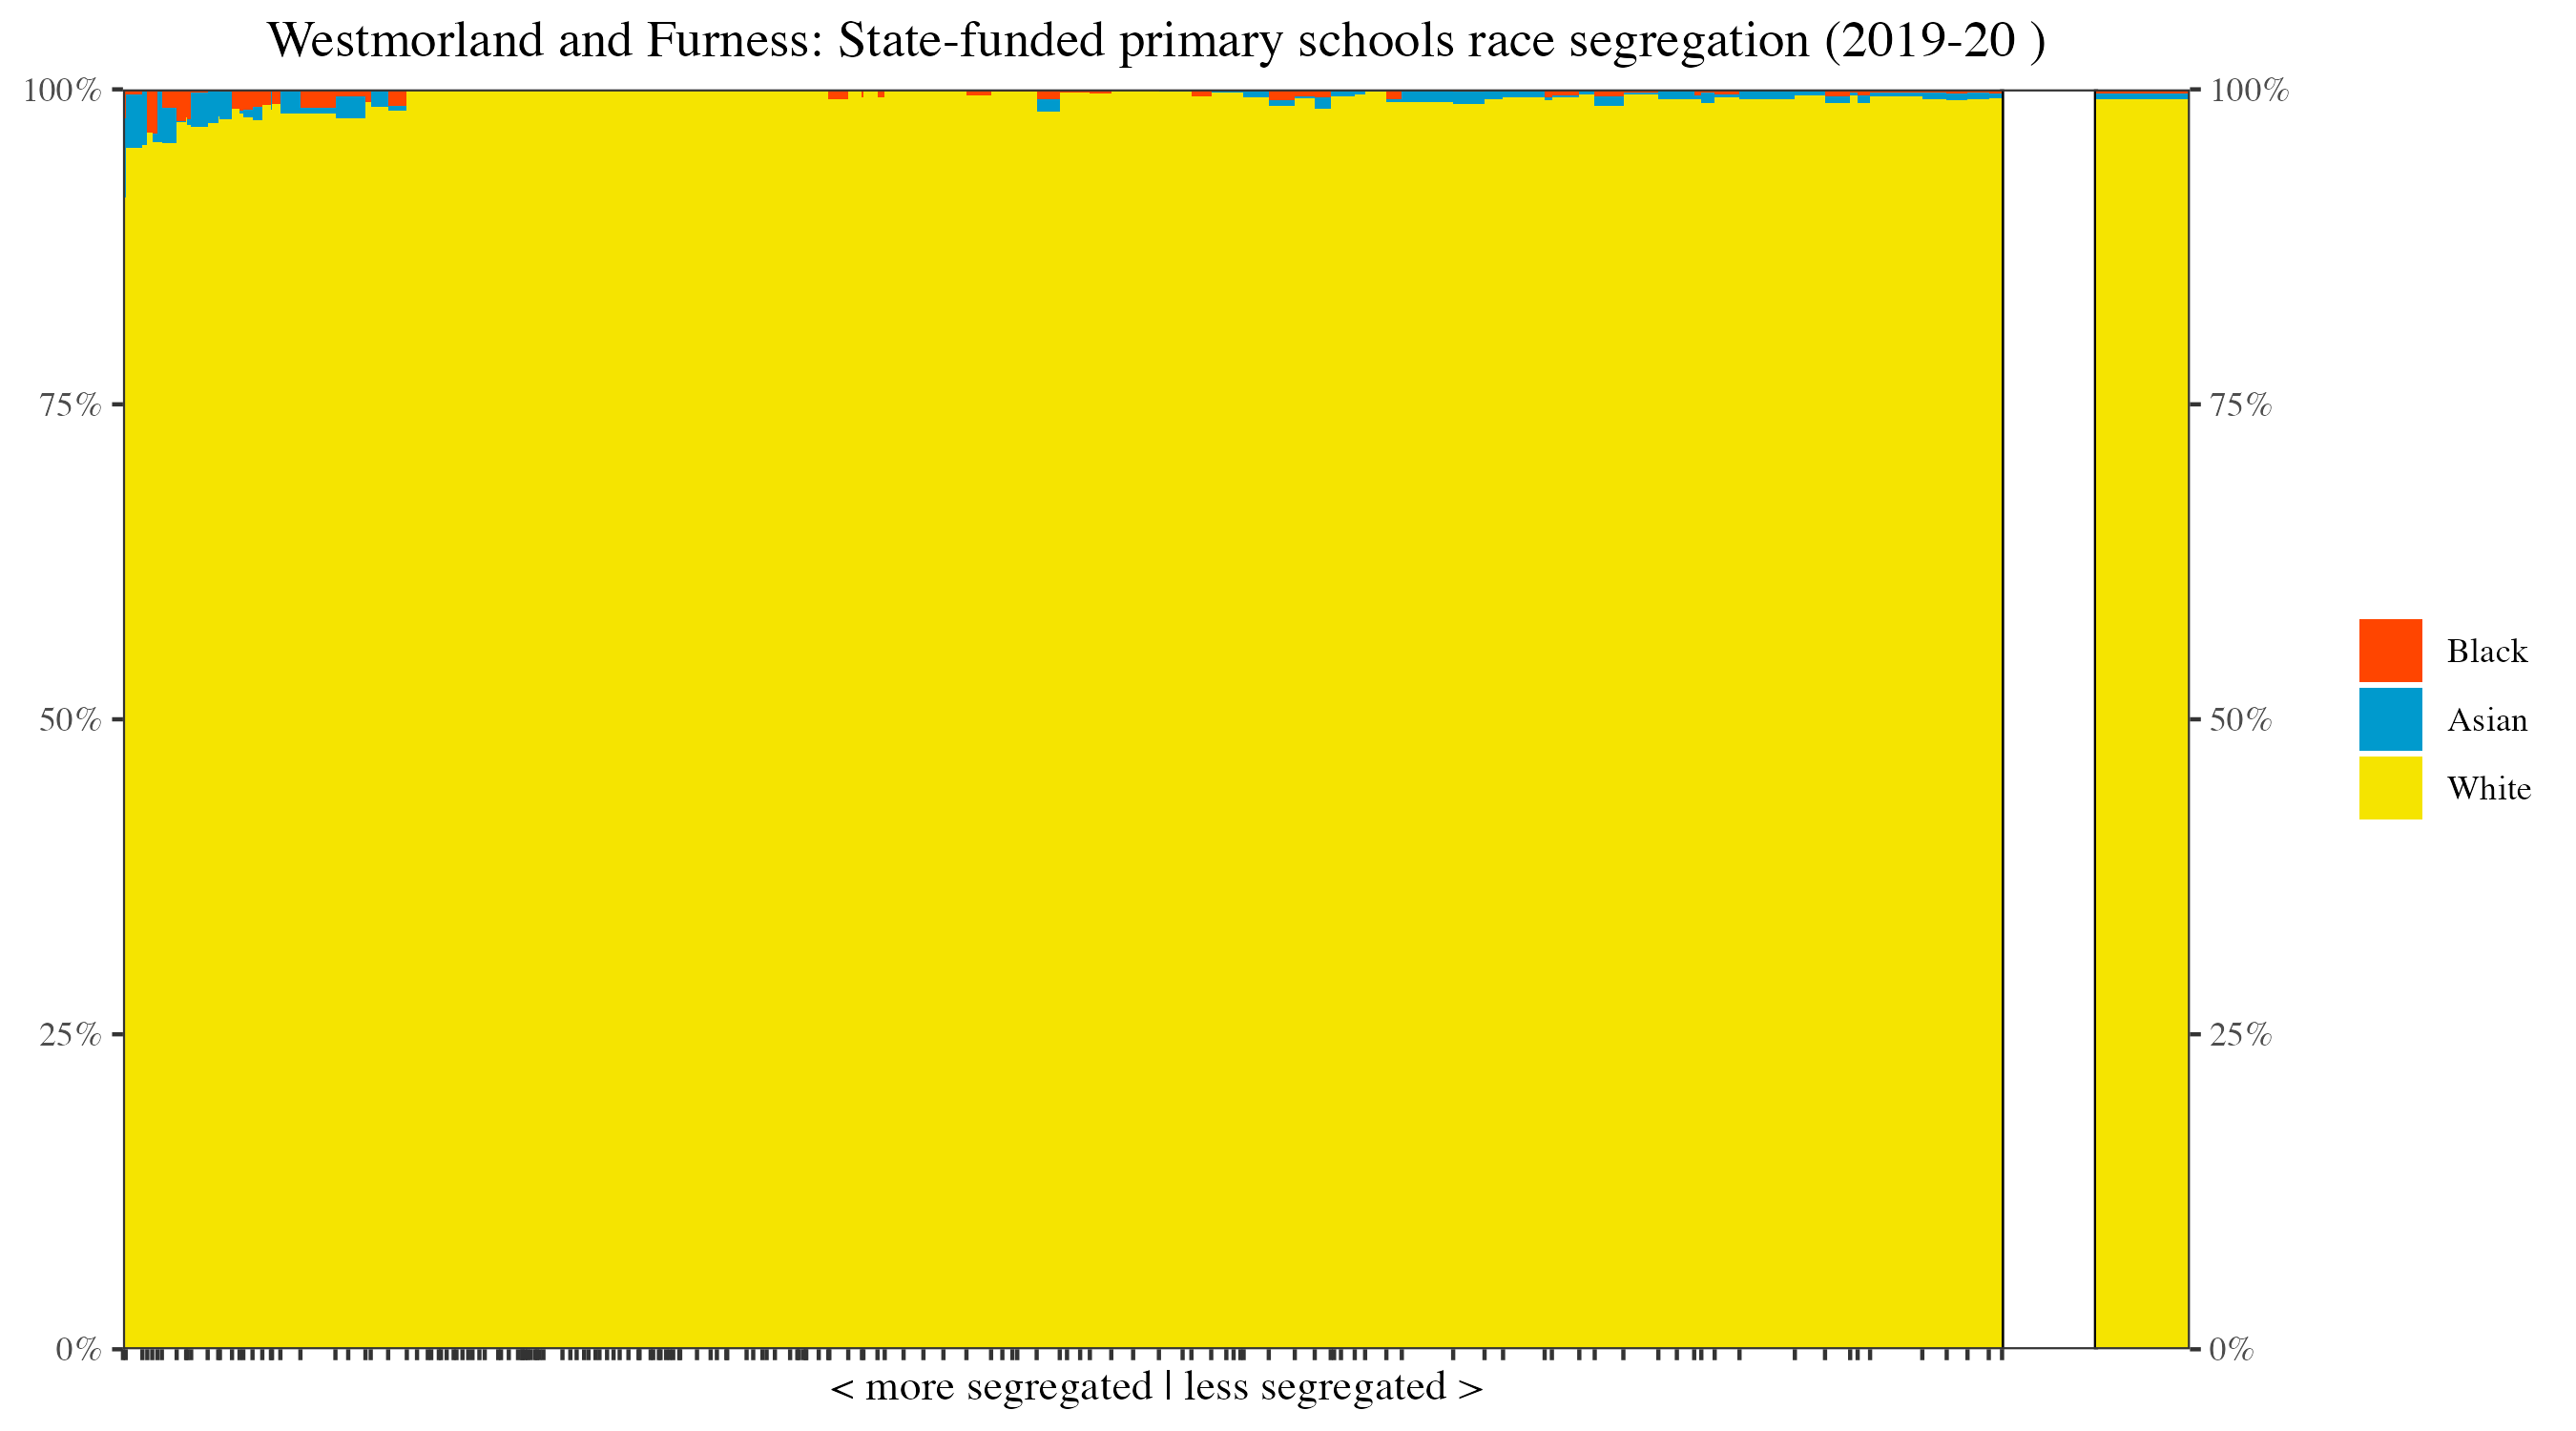 Westmorland and Furness: State-funded primary schools race segregation (2019-20 )
100%
75%
50%
25%
0%
100%
75%
50%
25%
0%
Black
Asian
White
< more segregated | less segregated >